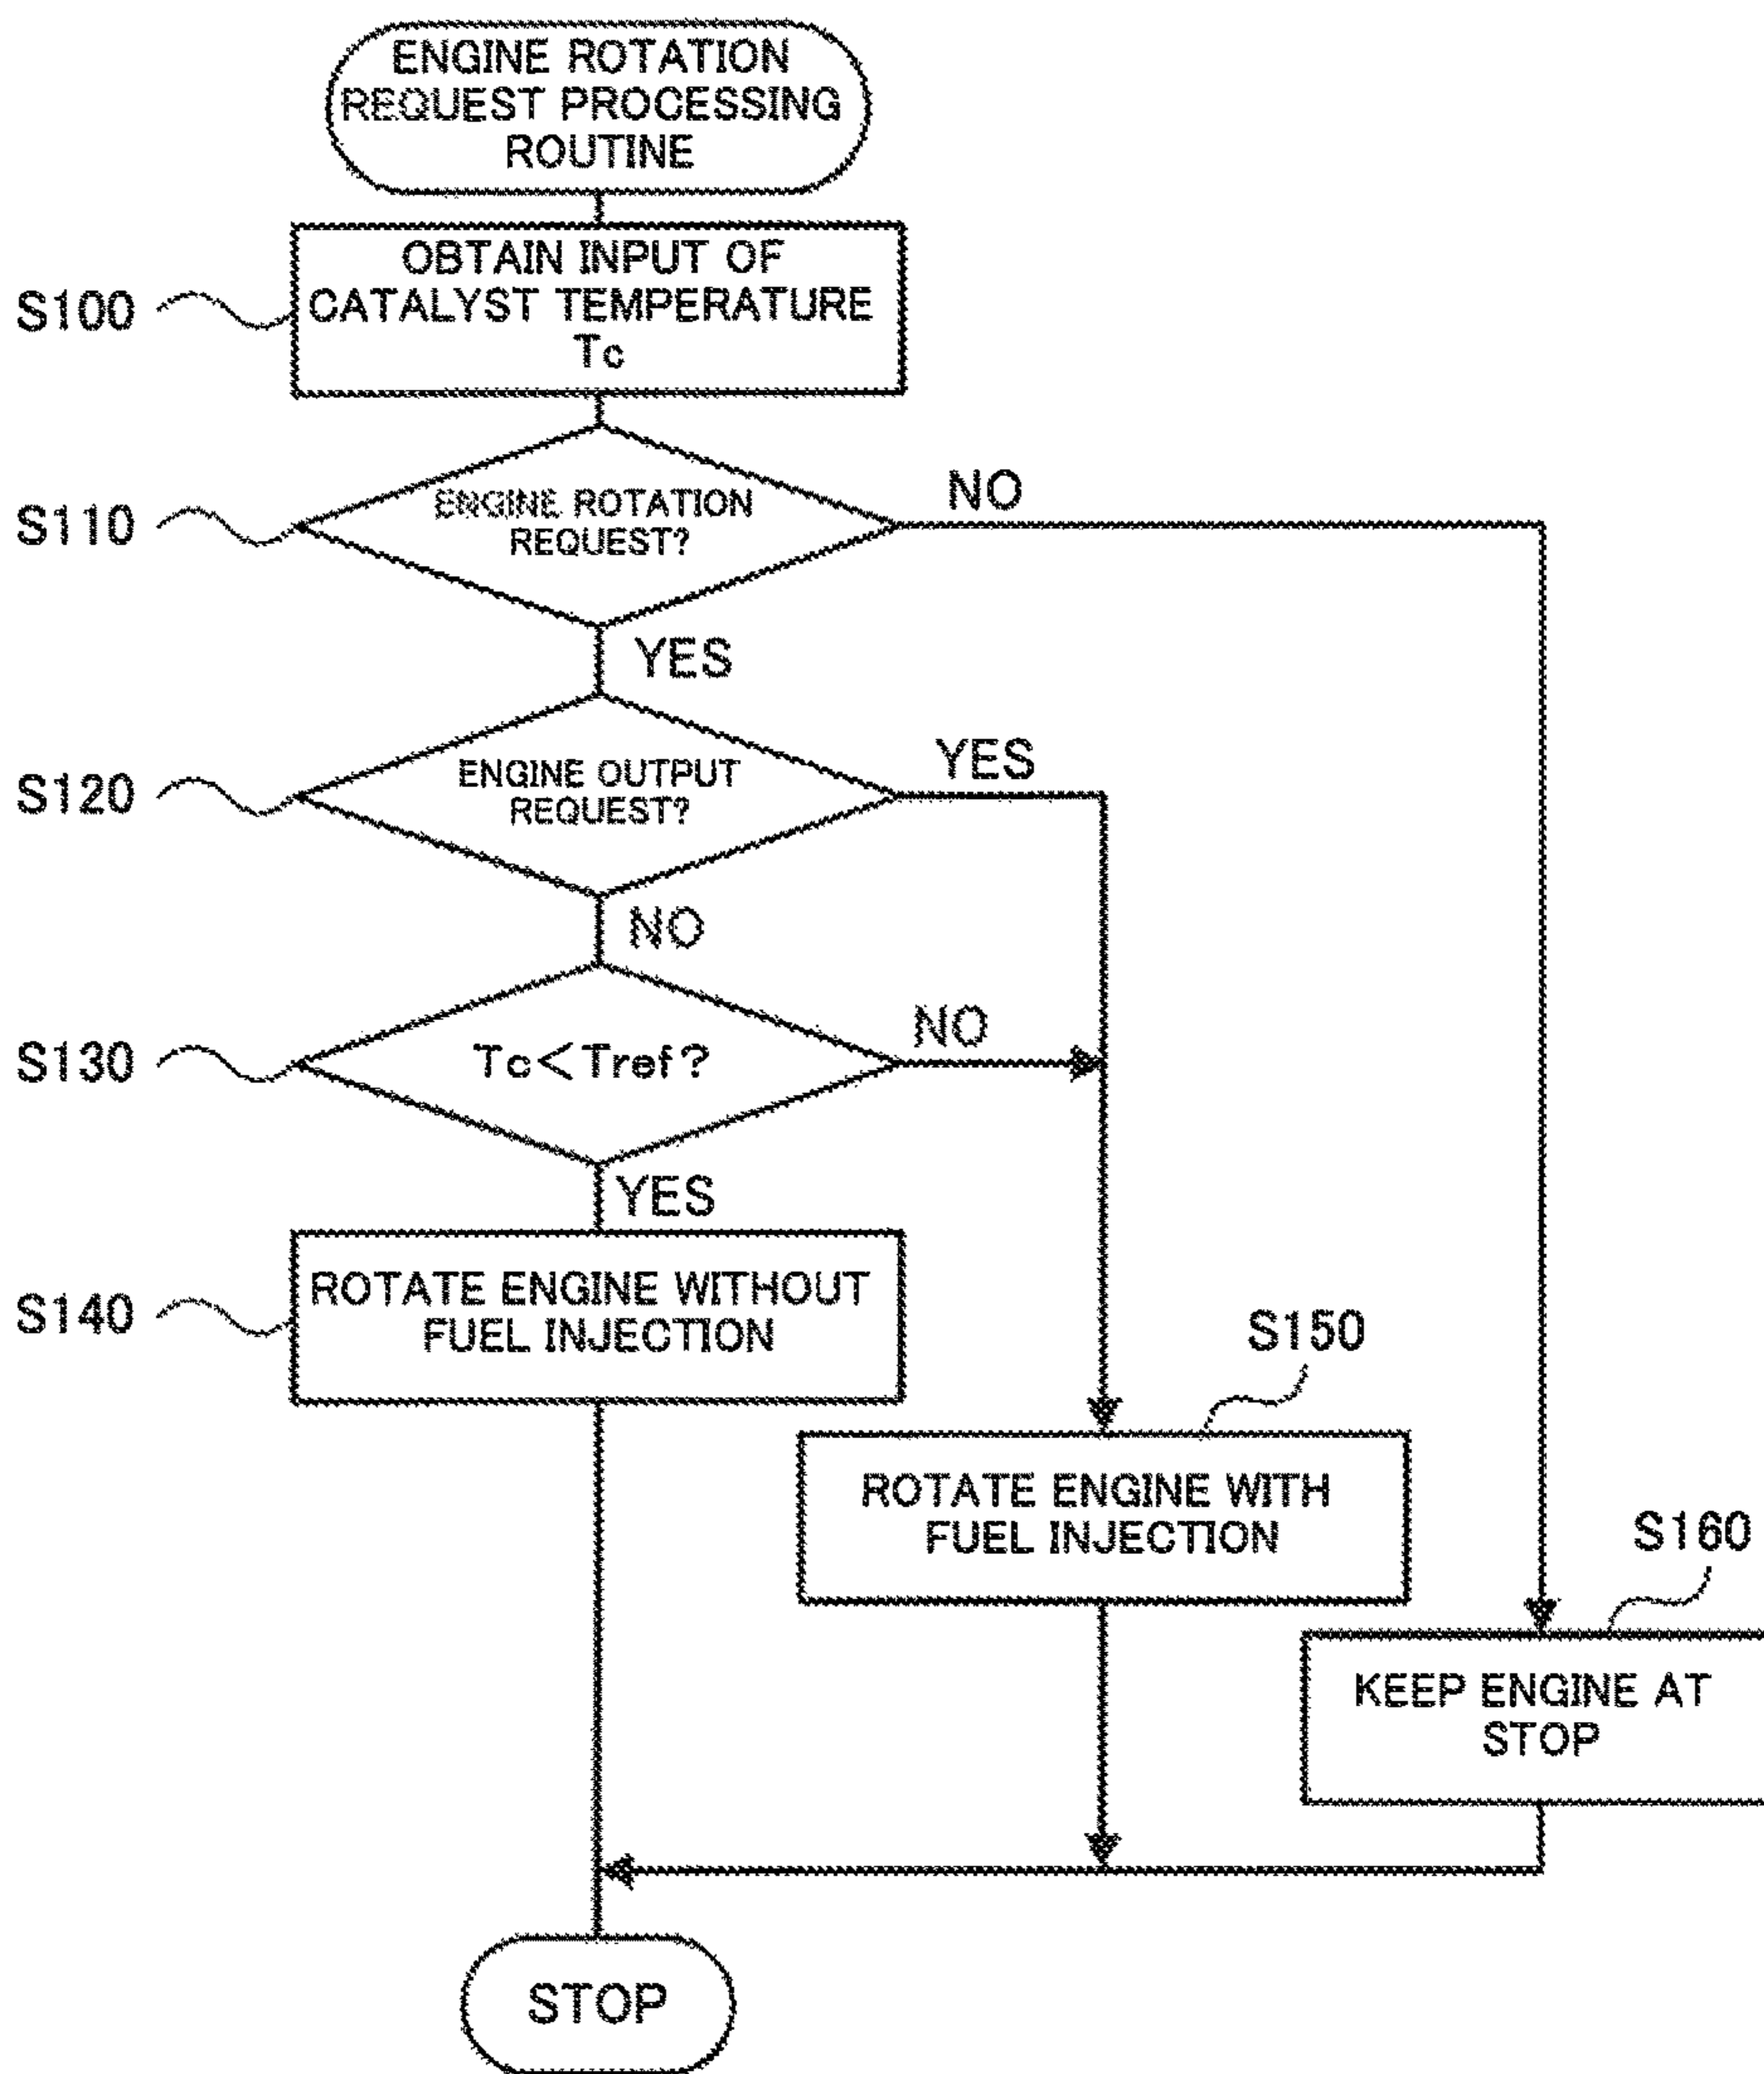 ENGINE ROTATION
REQUEST PROCESSING
ROUTINE
S100
OBTAIN INPUT OF
CATALYST TEMPERATURE
Tc
S110
ENGINE ROTATION
REQUEST?
NO
YES
S120
ENGINE OUTPUT
REQUEST?
YES
NO
S130
Tc<Tref?
NO
YES
S140
ROTATE ENGINE WITHOUT
FUEL INJECTION
S150
ROTATE ENGINE WITH
FUEL INJECTION
S160
KEEP ENGINE AT
STOP
STOP